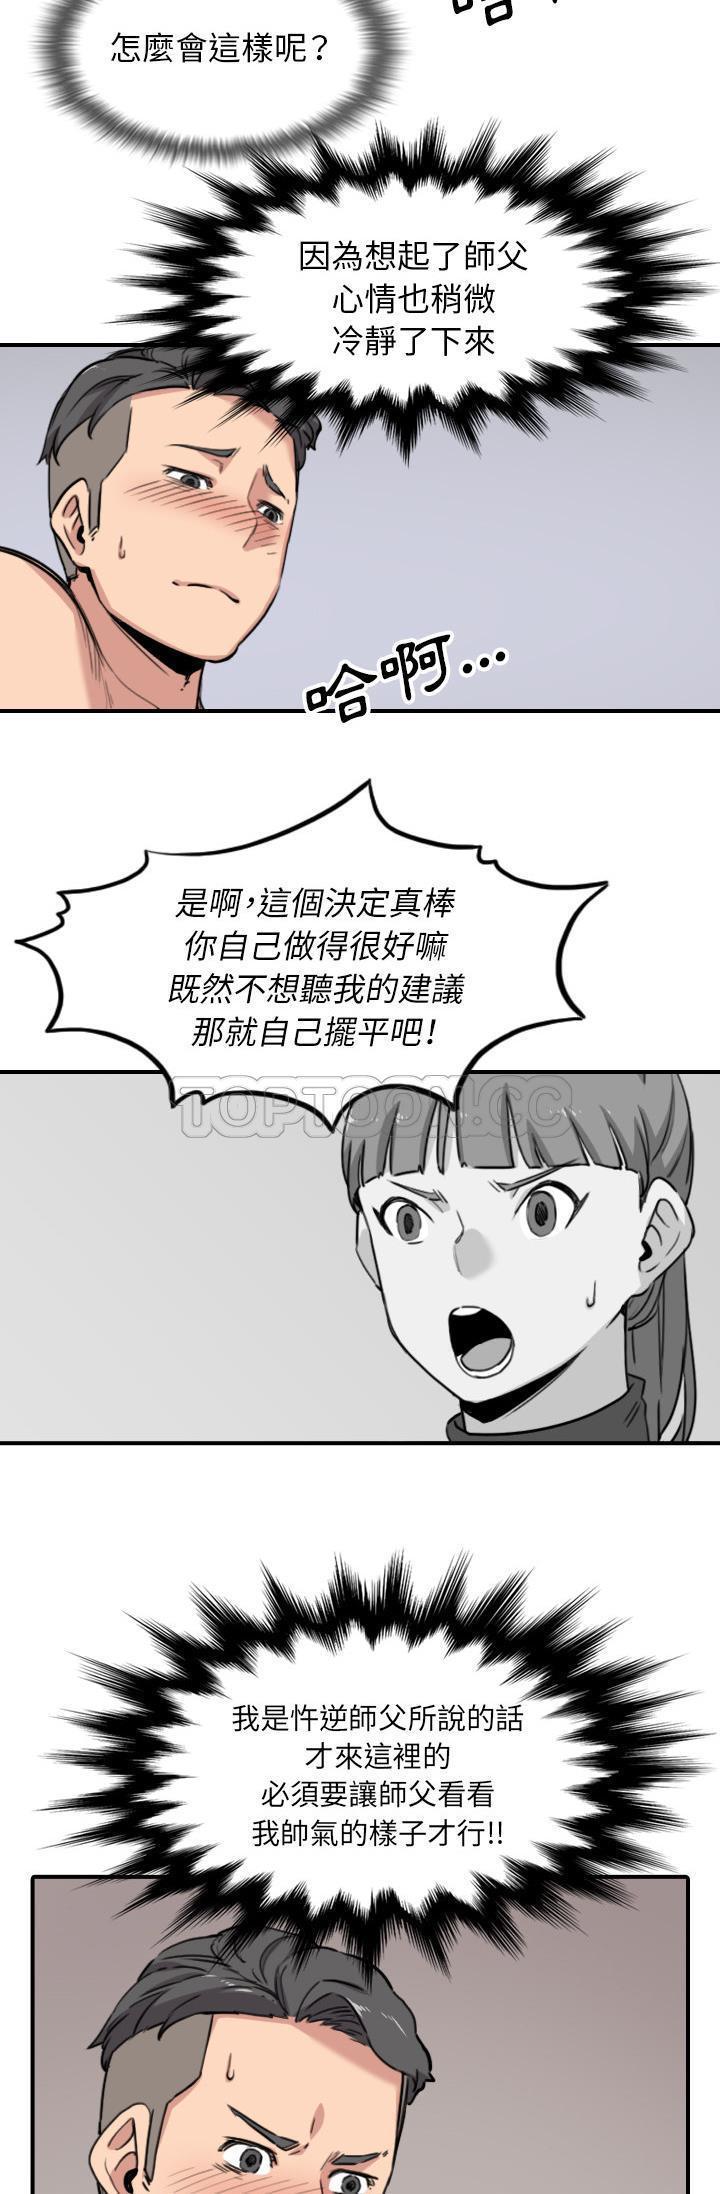 哈
怎麼會這樣呢？
因為想起了師父
心情也稍微
冷靜了下來
哈啊…
是啊，這個決定真棒
你自己做得很好嘛
既然不想聽我的建議
那就自己擺平吧！
TOPTOON.CC
我是忤逆師父所說的話
才來這裡的
必須要讓師父看看
我帥氣的樣子才行!!